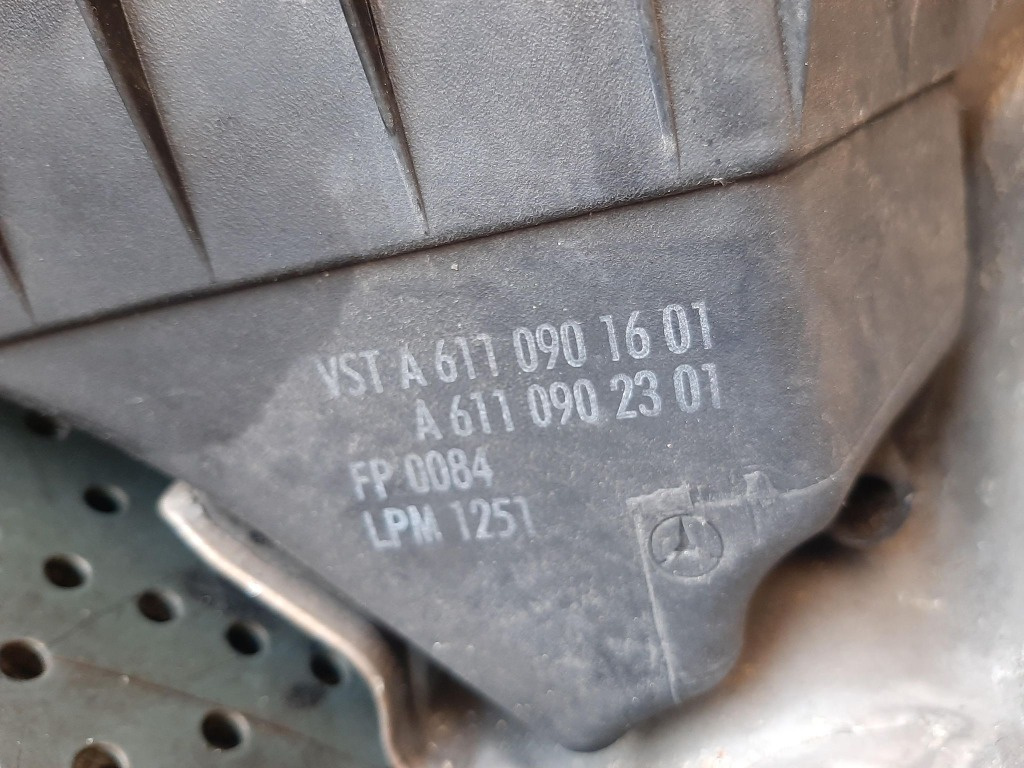 VST A 611 090 16 01
A 611 090 23 01
FP 0084
LPM 1251